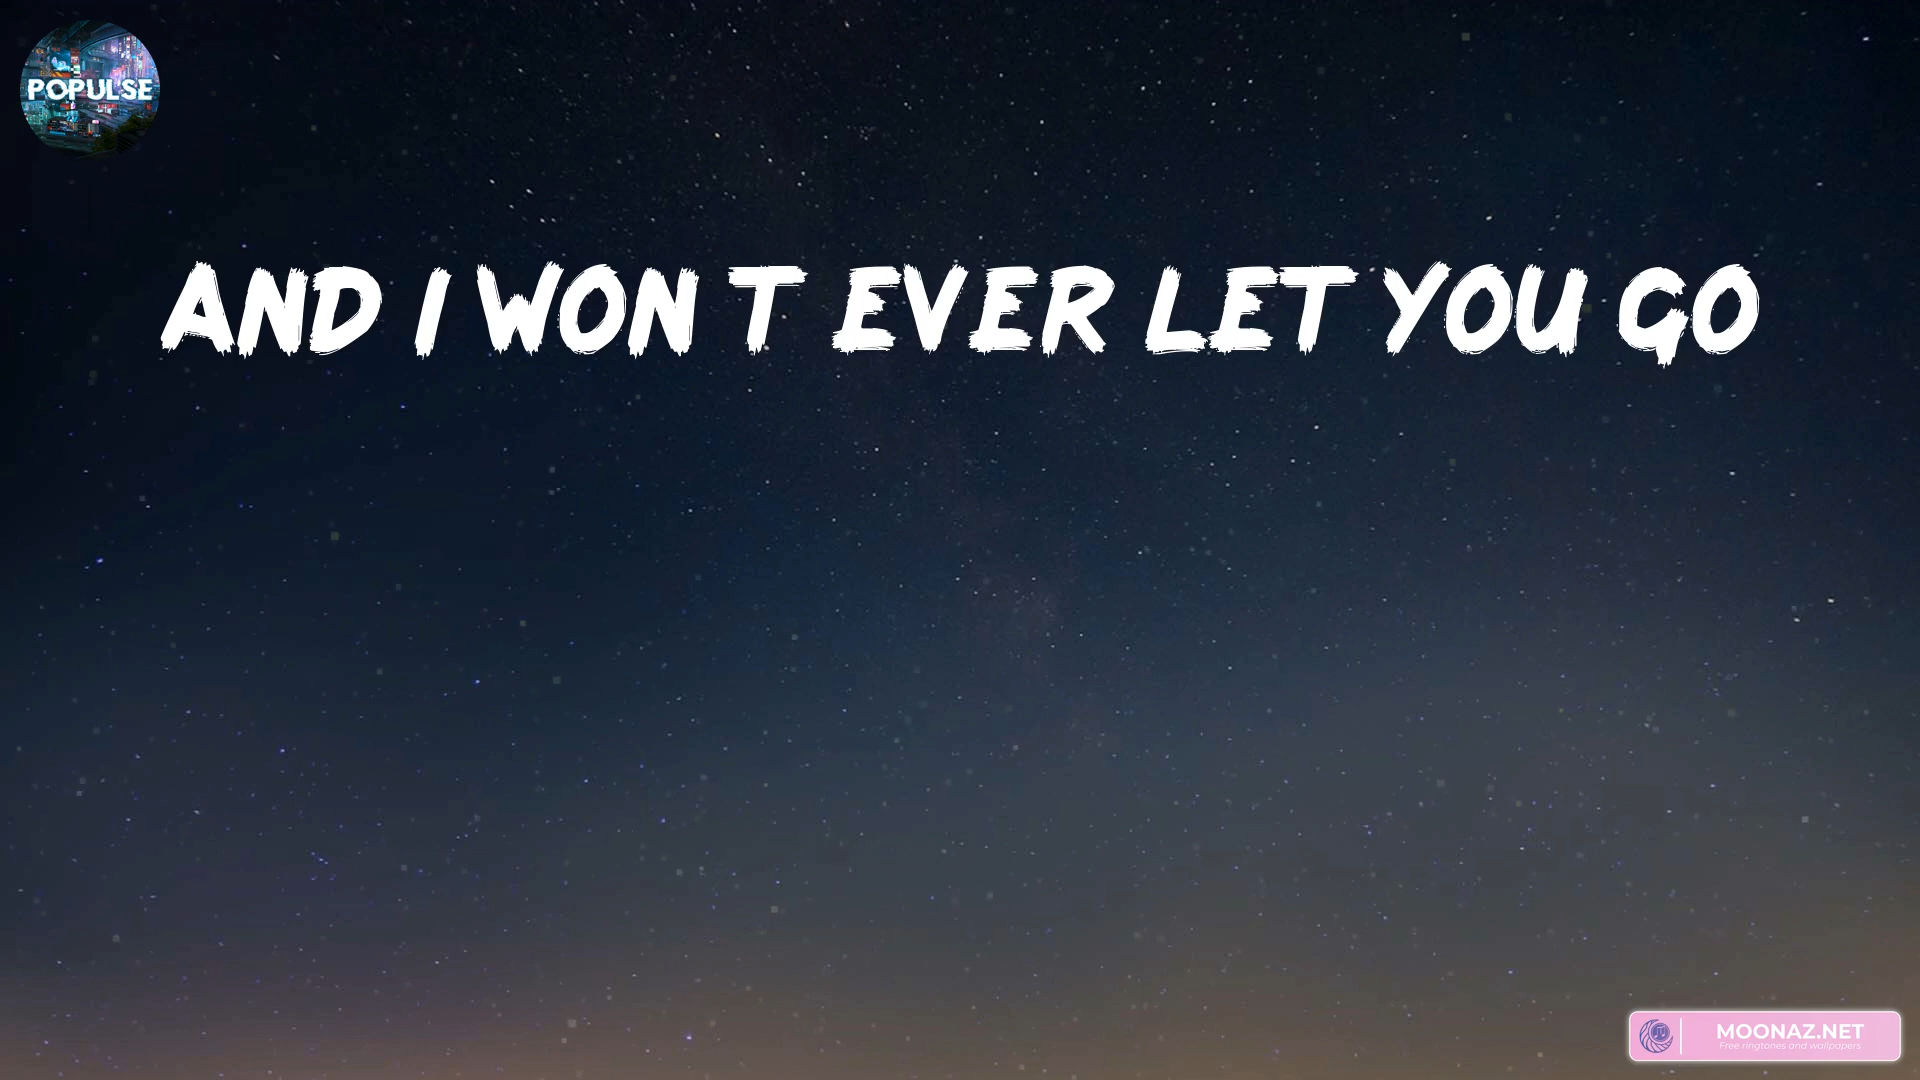 POPULSE
AND I WON T EVER LET YOU GO
MOONAZ.NET
Free ringtones and wallpapers